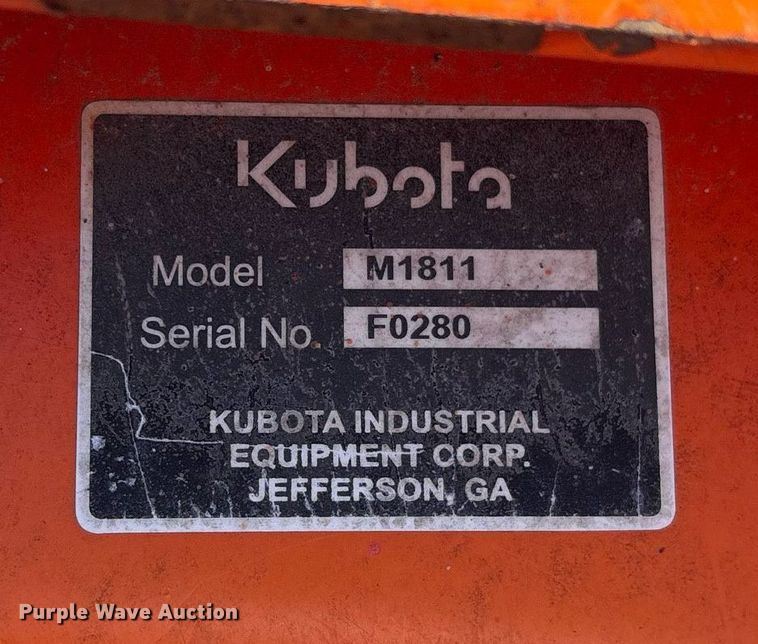 Kubota
Model M1811
Serial No. F0280
KUBOTA INDUSTRIAL
EQUIPMENT CORP.
JEFFERSON, GA
Purple Wave Auction